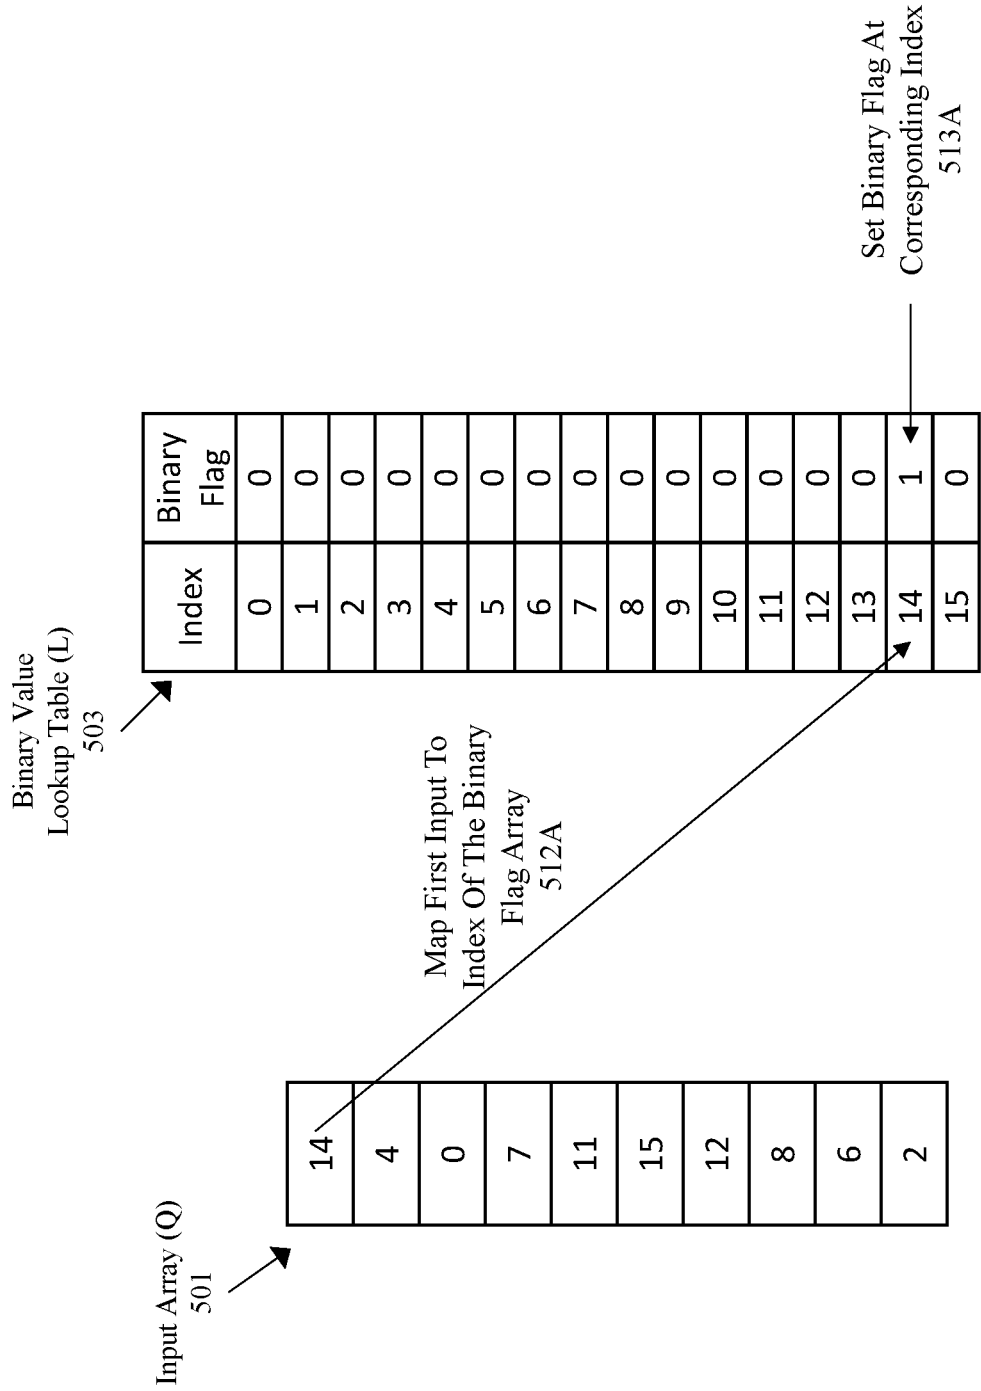 Binary Value
Lookup Table (L)
503
Input Array (Q)
501
14
4
0
7
11
15
12
8
6
2
Map First Input To
Index Of The Binary
Flag Array
512A
Index Binary
Flag
0 0
1 0
2 0
3 0
4 0
5 0
6 0
7 0
8 0
9 0
10 0
11 0
12 0
13 0
14 1
15 0
Set Binary Flag At
Corresponding Index
513A